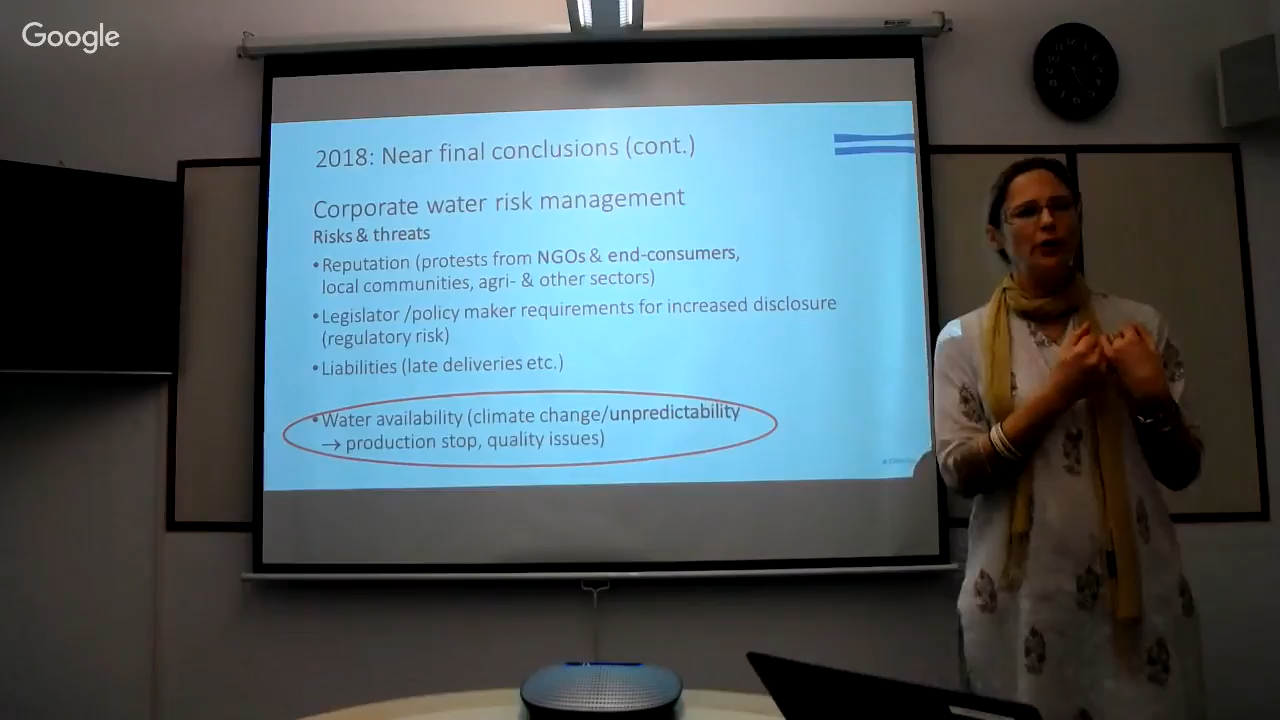 Google
2018: Near final conclusions (cont.)
Corporate water risk management
Risks & threats
• Reputation (protests from NGOs & end-consumers,
local communities, agri- & other sectors)
• Legislator /policy maker requirements for increased disclosure
(regulatory risk)
• Liabilities (late deliveries etc.)
• Water availability (climate change/unpredictability
→ production stop, quality issues)